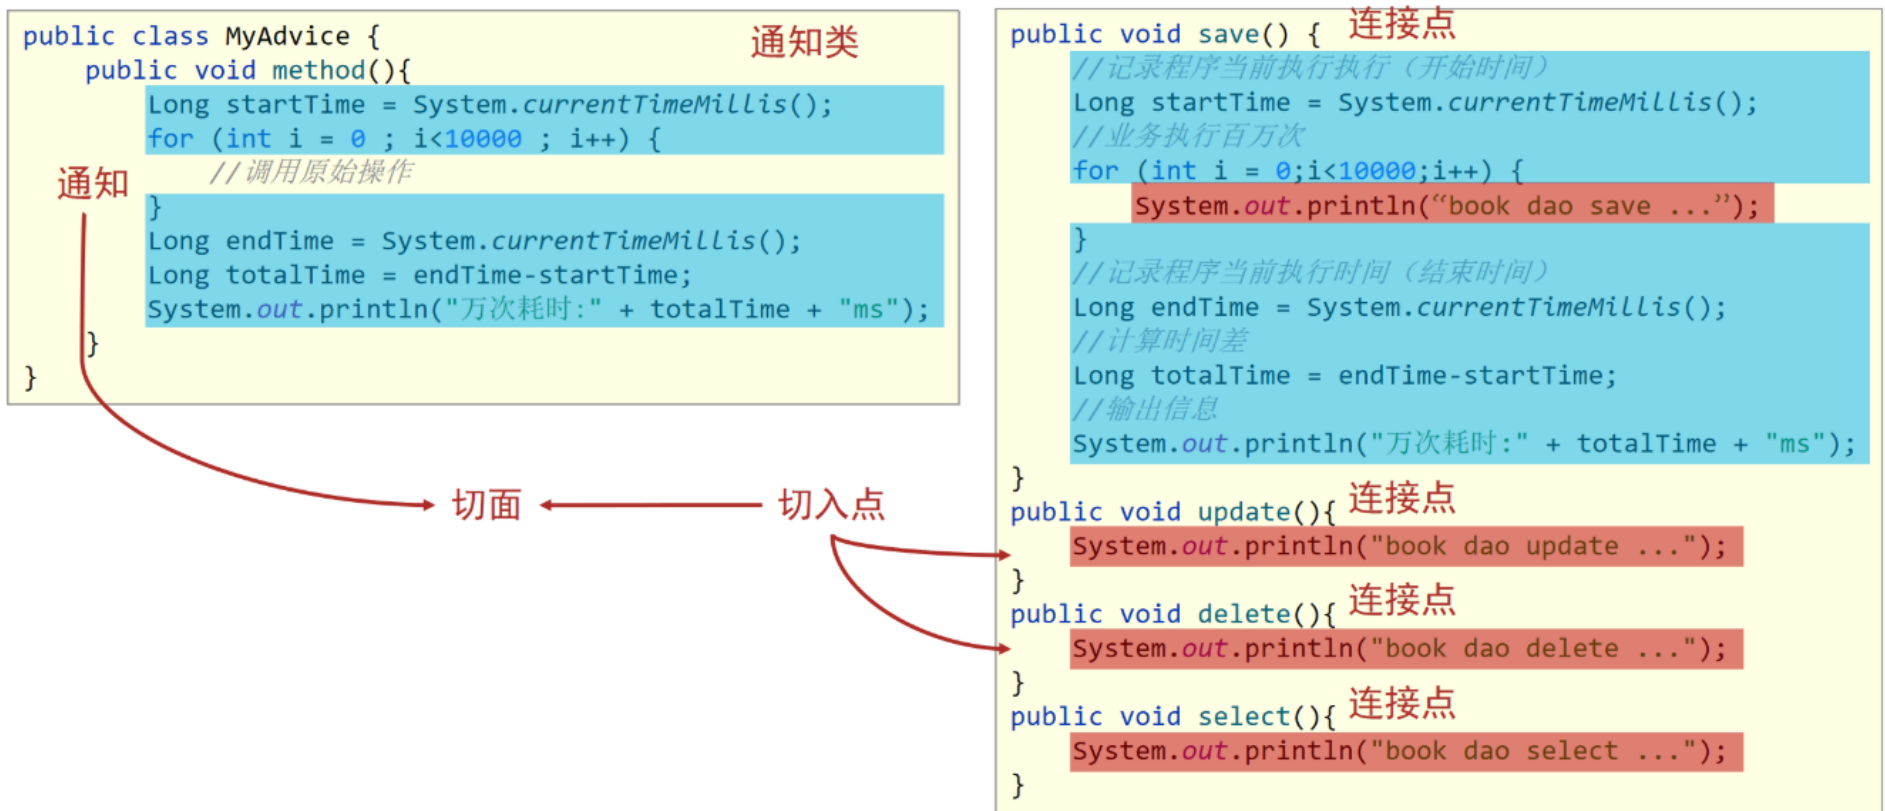 public class MyAdvice {
通知类
public void method(){
Long startTime = System.currentTimeMillis();
for (int i = 0 ; i<10000 ; i++) {
//调用原始操作
通知
}
Long endTime = System.currentTimeMillis();
Long totalTime = endTime-startTime;
System.out.println("万次耗时:" + totalTime + "ms");
}
}
切面
切入点
public void save() {
连接点
//记录程序当前执行执行（开始时间）
Long startTime = System.currentTimeMillis();
//业务执行百万次
for (int i = 0;i<10000;i++) {
System.out.println(“book dao save ...”);
}
//记录程序当前执行时间（结束时间）
Long endTime = System.currentTimeMillis();
//计算时间差
Long totalTime = endTime-startTime;
//输出信息
System.out.println("万次耗时:" + totalTime + "ms");
}
public void update(){
连接点
System.out.println("book dao update ...");
}
public void delete(){
连接点
System.out.println("book dao delete ...");
}
public void select(){
连接点
System.out.println("book dao select ...");
}